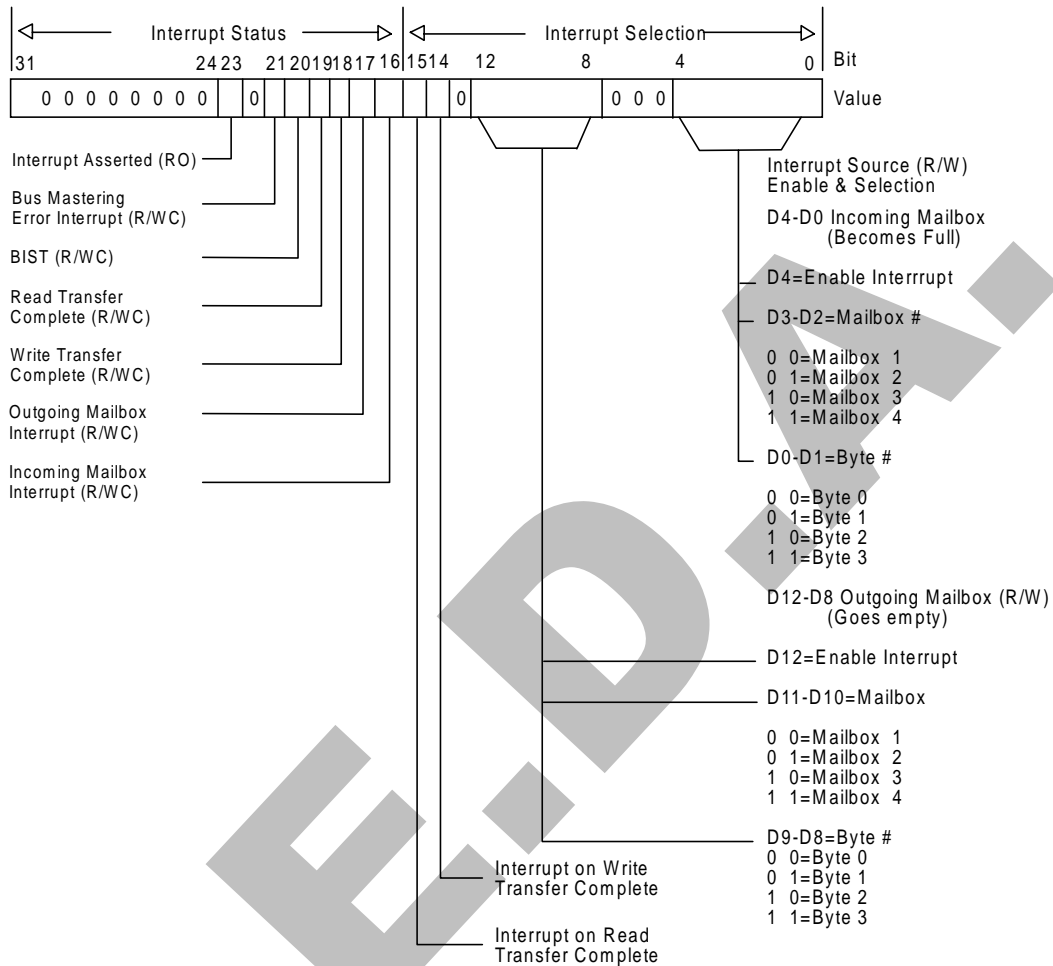 Interrupt Status
Interrupt Selection
31 24 23 21 20 19 18 17 16 15 14 12 8 4 0 Bit
0 0 0 0 0 0 0 0 0 0 0 0 0 Value
Interrupt Asserted (RO)
Bus Mastering
Error Interrupt (R/WC)
BIST (R/WC)
Read Transfer
Complete (R/WC)
Write Transfer
Complete (R/WC)
Outgoing Mailbox
Interrupt (R/WC)
Incoming Mailbox
Interrupt (R/WC)
Interrupt on Write
Transfer Complete
Interrupt on Read
Transfer Complete
Interrupt Source (R/W)
Enable & Selection
D4-D0 Incoming Mailbox
(Becomes Full)
D4=Enable Interrrupt
D3-D2=Mailbox #
0 0=Mailbox 1
0 1=Mailbox 2
1 0=Mailbox 3
1 1=Mailbox 4
D0-D1=Byte #
0 0=Byte 0
0 1=Byte 1
1 0=Byte 2
1 1=Byte 3
D12-D8 Outgoing Mailbox (R/W)
(Goes empty)
D12=Enable Interrupt
D11-D10=Mailbox
0 0=Mailbox 1
0 1=Mailbox 2
1 0=Mailbox 3
1 1=Mailbox 4
D9-D8=Byte #
0 0=Byte 0
0 1=Byte 1
1 0=Byte 2
1 1=Byte 3
E.D.A.